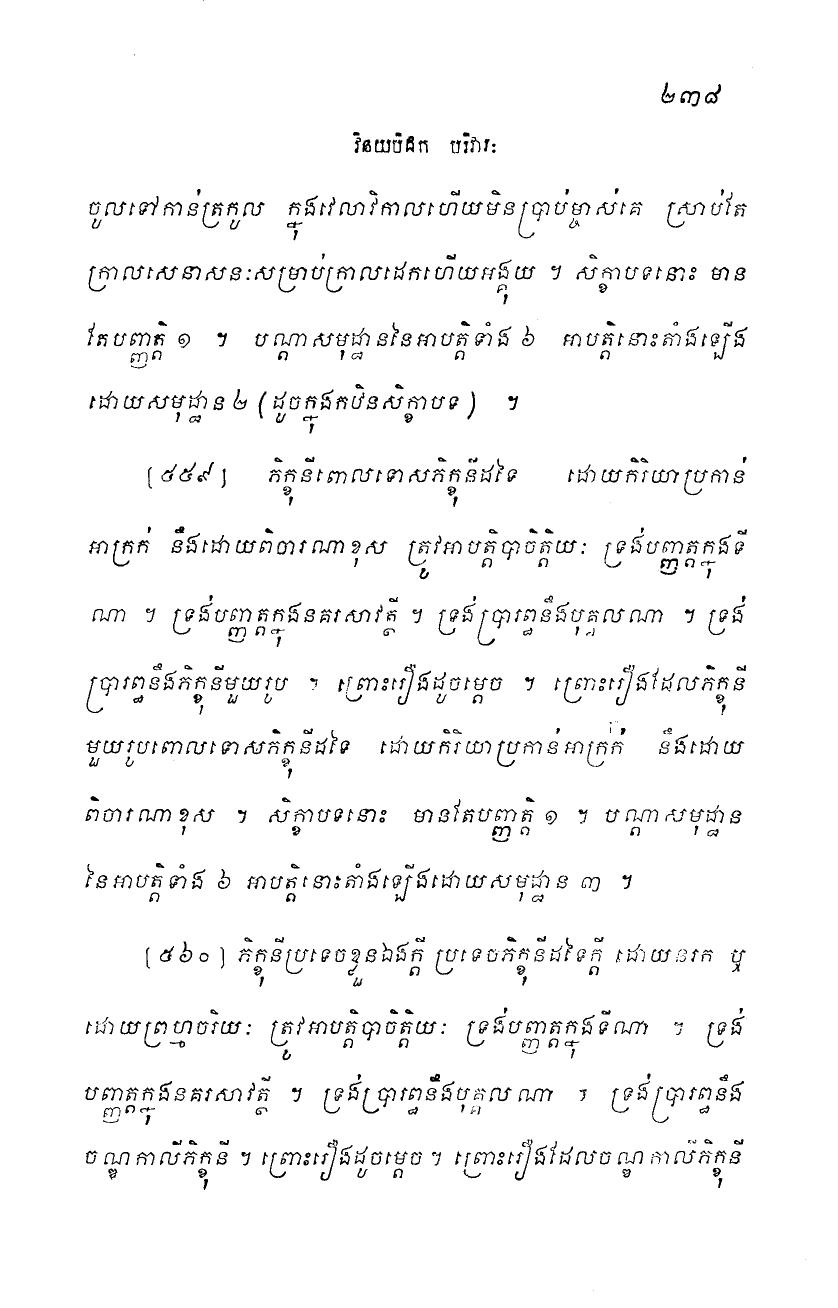 ២៣៨
វិនយបិដក បរិវារៈ
ចូលទៅកាន់ត្រកូល ក្នុងវេលាវិកាលហើយមិនប្រាប់ម្ចាស់គេ ស្រាប់តែ
ក្រាលសេនាសនៈសម្រាប់ក្រាលដេកហើយអង្គុយ ។ សិក្ខាបទនោះ មាន
តែបញ្ញត្តិ ១ ។ បណ្តាសមុដ្ឋាននៃអាបត្តិទាំង ៦ អាបត្តិនោះតាំងឡើង
ដោយសមុដ្ឋាន ២ (ដូចក្នុងកឋិនសិក្ខាបទ) ។
[៥៥៩] ភិក្ខុនីពោលទោសភិក្ខុនីដទៃ ដោយកិរិយាប្រកាន់
អាក្រក់ នឹងដោយពិចារណាខុស ត្រូវអាបត្តិបាចិត្តិយៈ ទ្រង់បញ្ញត្តក្នុងទី
ណា ។ ទ្រង់បញ្ញត្តក្នុងនគរសាវត្ថី ។ ទ្រង់ប្រារព្ធនឹងបុគ្គលណា ។ ទ្រង់
ប្រារព្ធនឹងភិក្ខុនីមួយរូប ។ ព្រោះរឿងដូចម្តេច ។ ព្រោះរឿងដែលភិក្ខុនី
មួយរូបពោលទោសភិក្ខុនីដទៃ ដោយកិរិយាប្រកាន់អាក្រក់ នឹងដោយ
ពិចារណាខុស ។ សិក្ខាបទនោះ មានតែបញ្ញត្តិ ១ ។ បណ្តាសមុដ្ឋាន
នៃអាបត្តិទាំង ៦ អាបត្តិនោះតាំងឡើងដោយសមុដ្ឋាន ៣ ។
[៥៦០] ភិក្ខុនីប្រទេចខ្លួនឯងក្តី ប្រទេចភិក្ខុនីដទៃក្តី ដោយនរក ឬ
ដោយព្រហ្មចរិយៈ ត្រូវអាបត្តិបាចិត្តិយៈ ទ្រង់បញ្ញត្តក្នុងទីណា ។ ទ្រង់
បញ្ញត្តក្នុងនគរសាវត្ថី ។ ទ្រង់ប្រារព្ធនឹងបុគ្គលណា ។ ទ្រង់ប្រារព្ធនឹង
ចណ្ឌកាលីភិក្ខុនី ។ ព្រោះរឿងដូចម្តេច ។ ព្រោះរឿងដែលចណ្ឌកាលីភិក្ខុនី